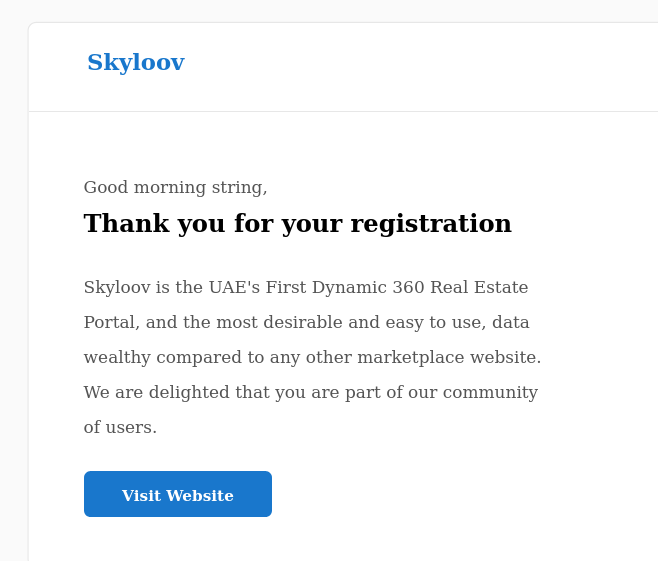 Skyloov
Good morning string,
Thank you for your registration
Skyloov is the UAE's First Dynamic 360 Real Estate
Portal, and the most desirable and easy to use, data
wealthy compared to any other marketplace website.
We are delighted that you are part of our community
of users.
Visit Website